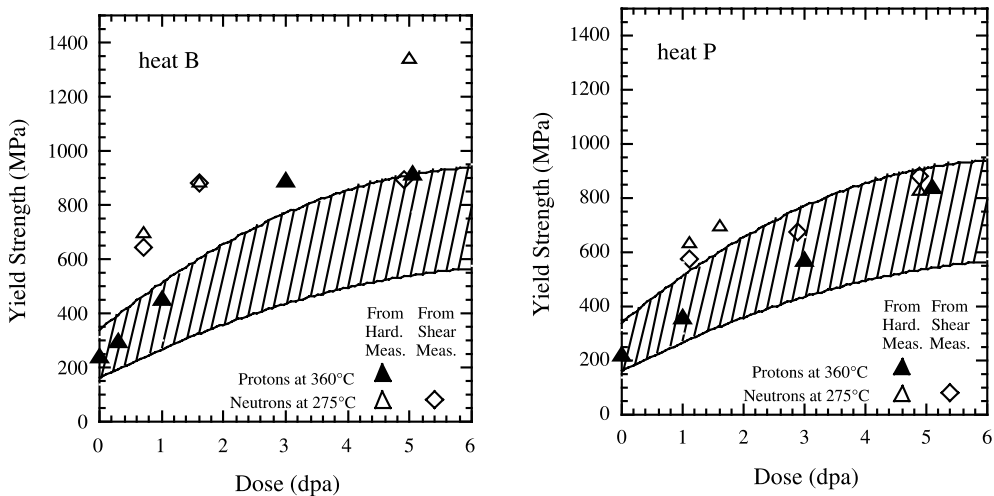 1400
1200
1000
800
600
400
200
0
Yield Strength (MPa)
heat B
From From
Hard. Shear
Meas. Meas.
Protons at 360°C
Neutrons at 275°C
0 1 2 3 4 5 6
Dose (dpa)
1400
1200
1000
800
600
400
200
0
Yield Strength (MPa)
heat P
From From
Hard. Shear
Meas. Meas.
Protons at 360°C
Neutrons at 275°C
0 1 2 3 4 5 6
Dose (dpa)